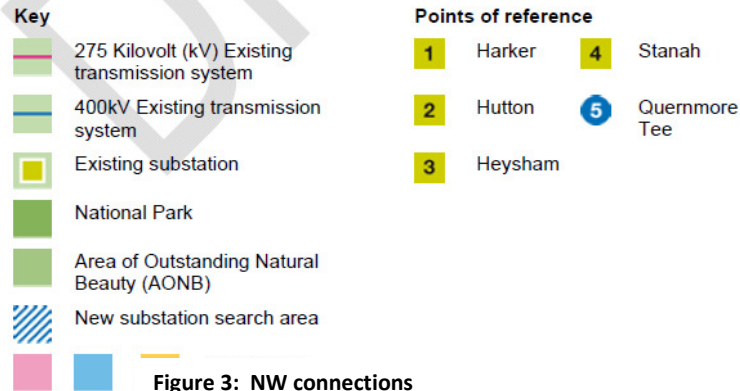 Key
275 Kilovolt (kV) Existing
transmission system
400kV Existing transmission
system
Existing substation
National Park
Area of Outstanding Natural
Beauty (AONB)
New substation search area
Points of reference
1 Harker
2 Hutton
3 Heysham
4 Stanah
5 Quernmore
Tee
Figure 3: NW connections